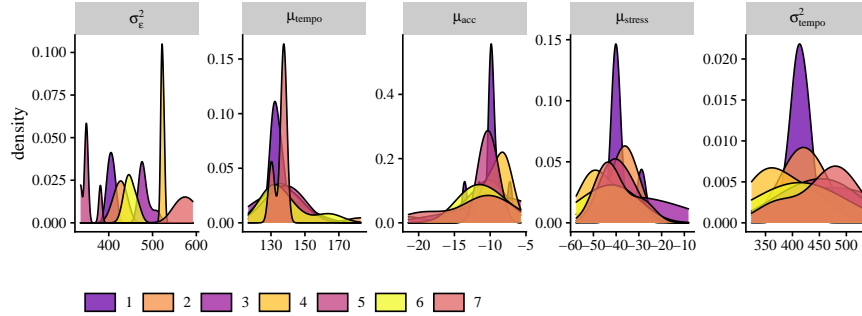 σ²ε μtempo μacc μstress σ²tempo
density
0.100 0.075 0.050 0.025 0.000
0.15 0.10 0.05 0.00
0.4 0.2 0.0
0.15 0.10 0.05 0.00
0.020 0.015 0.010 0.005 0.000
400 500 600 130 150 170 −20 −15 −10 −5 −60 −50 −40 −30 −20 −10 350 400 450 500
1 2 3 4 5 6 7